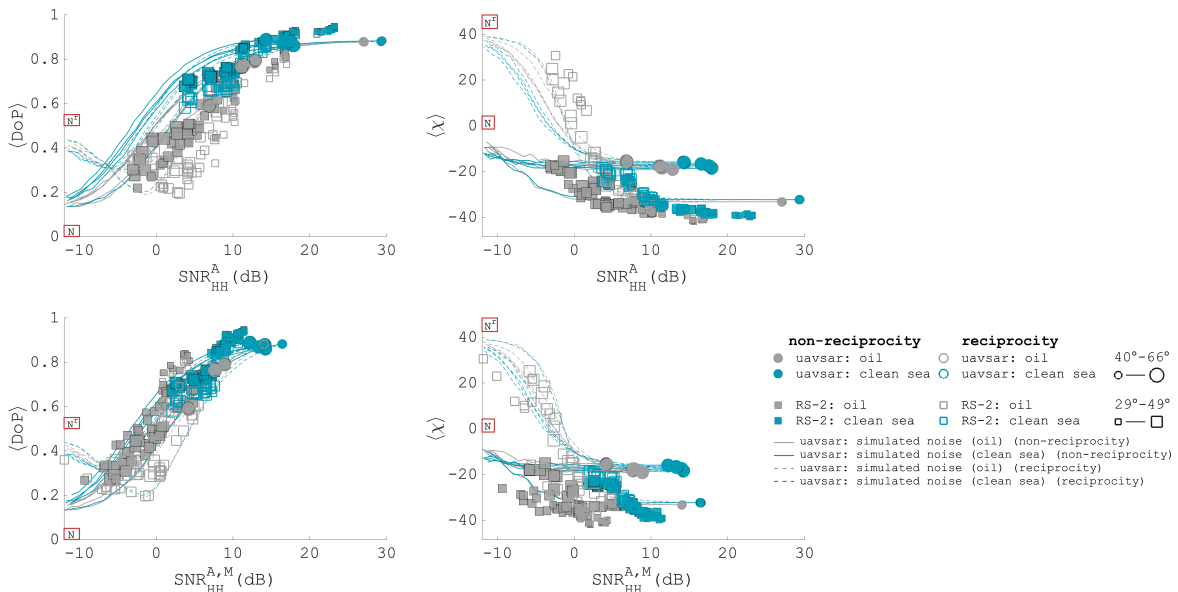 1
0.8
0.6
0.4
0.2
0
⟨DoP⟩
N^r
N
-10
0
10
20
30
SNR^A_HH(dB)
40
20
0
-20
-40
⟨χ⟩
N^r
N
-10
0
10
20
30
SNR^A_HH(dB)
1
0.8
0.6
0.4
0.2
0
⟨DoP⟩
N^r
N
-10
0
10
20
30
SNR^A,M_HH(dB)
40
20
0
-20
-40
⟨χ⟩
N^r
N
-10
0
10
20
30
SNR^A,M_HH(dB)
non-reciprocity reciprocity
uavsar: oil uavsar: oil 40°-66°
uavsar: clean sea uavsar: clean sea
RS-2: oil RS-2: oil 29°-49°
RS-2: clean sea RS-2: clean sea
uavsar: simulated noise (oil) (non-reciprocity)
uavsar: simulated noise (clean sea) (non-reciprocity)
uavsar: simulated noise (oil) (reciprocity)
uavsar: simulated noise (clean sea) (reciprocity)